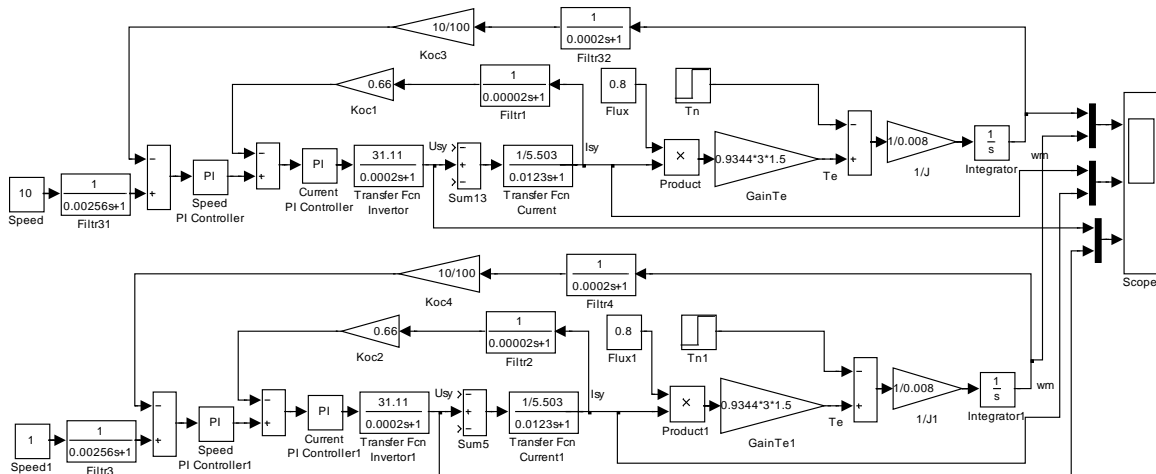 10/100
Koc3
1
0.0002s+1
Filtr32
0.66
Koc1
1
0.00002s+1
Filtr1
0.8
Flux
Tn
10
Speed
1
0.00256s+1
Filtr31
−
+
PI
Speed
PI Controller
−
+
PI
Current
PI Controller
31.11
0.0002s+1
Transfer Fcn
Invertor
Usy
−
+
−
Sum13
1/5.503
0.0123s+1
Transfer Fcn
Current
Isy
×
Product
0.9344*3*1.5
GainTe
Te
−
+
1/0.008
1/J
1
s
Integrator
wm
Scope
10/100
Koc4
1
0.0002s+1
Filtr4
0.66
Koc2
1
0.00002s+1
Filtr2
0.8
Flux1
Tn1
1
Speed1
1
0.00256s+1
Filtr3
−
+
PI
Speed
PI Controller1
−
+
PI
Current
PI Controller1
31.11
0.0002s+1
Transfer Fcn
Invertor1
Usy
−
+
−
Sum5
1/5.503
0.0123s+1
Transfer Fcn
Current1
Isy
×
Product1
0.9344*3*1.5
GainTe1
Te
−
+
1/0.008
1/J1
1
s
Integrator1
wm